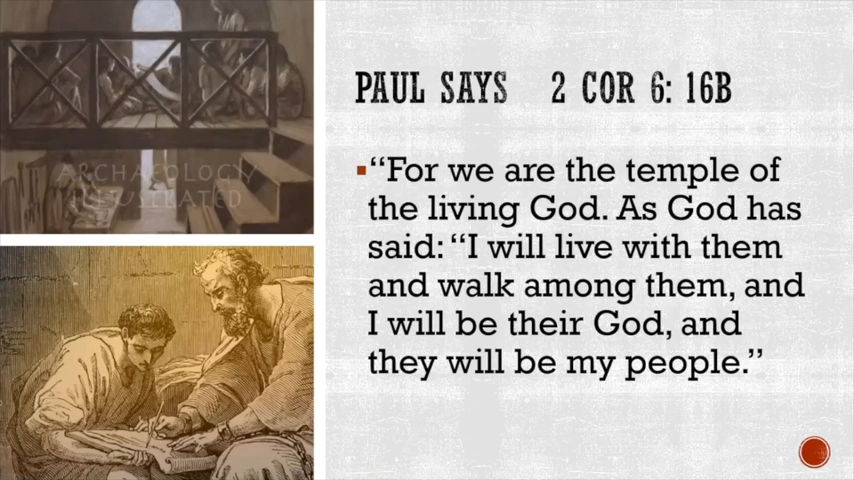 PAUL SAYS 2 COR 6: 16B
“For we are the temple of
the living God. As God has
said: “I will live with them
and walk among them, and
I will be their God, and
they will be my people.”
ARCHAEOLOGY
ILLUSTRATED